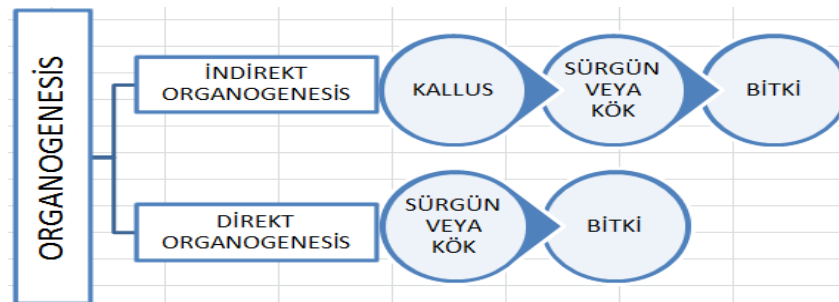 ORGANOGENESİS
İNDİREKT
ORGANOGENESİS
KALLUS
SÜRGÜN
VEYA
KÖK
BİTKİ
DİREKT
ORGANOGENESİS
SÜRGÜN
VEYA
KÖK
BİTKİ